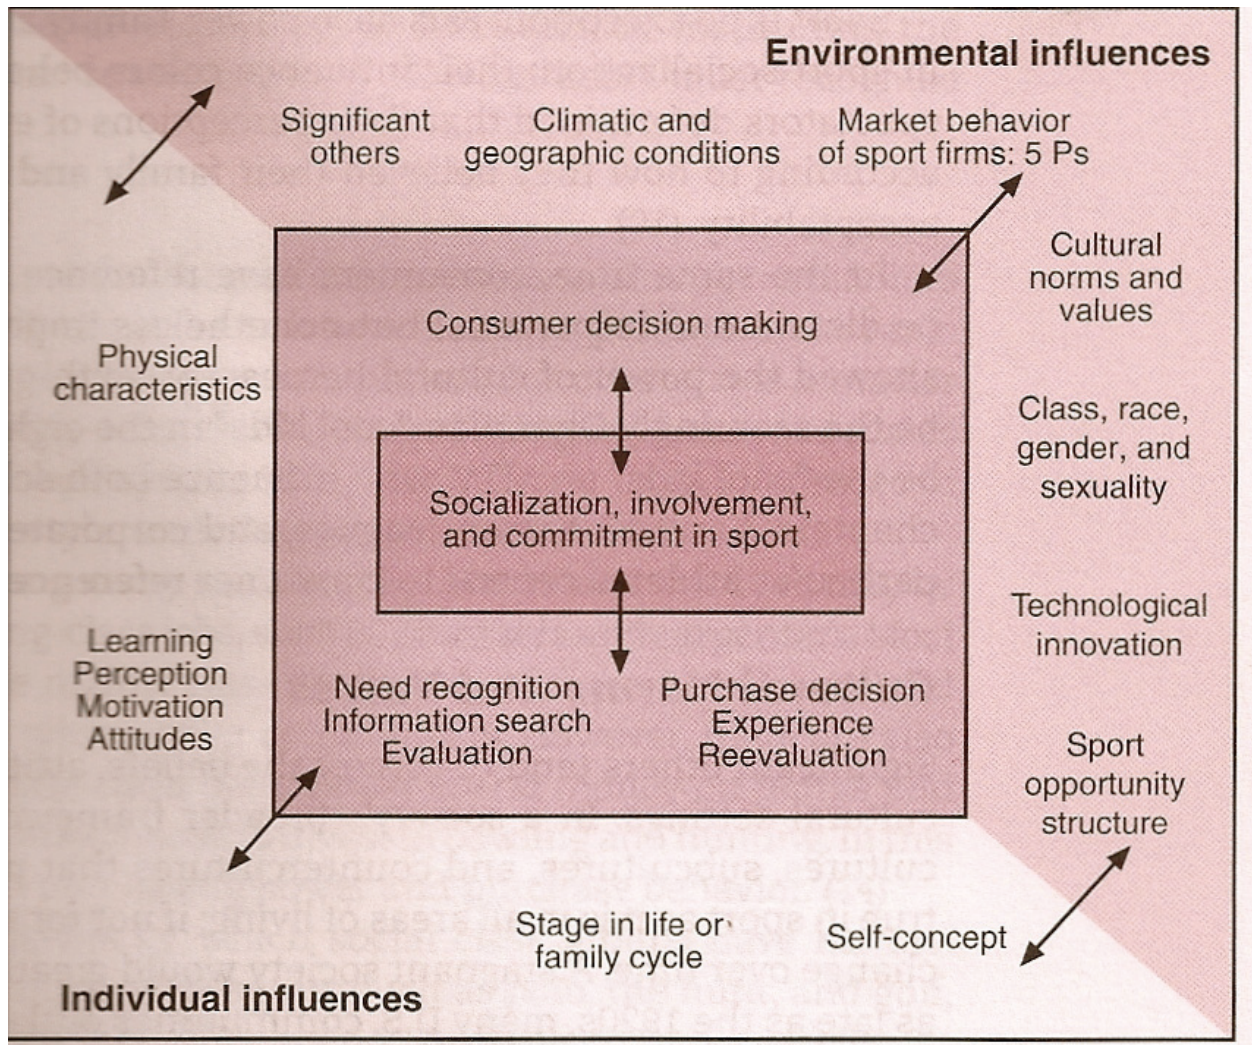 Environmental influences
Significant
others
Climatic and
geographic conditions
Market behavior
of sport firms: 5 Ps
Cultural
norms and
values
Consumer decision making
Physical
characteristics
Class, race,
gender, and
sexuality
Socialization, involvement,
and commitment in sport
Technological
innovation
Learning
Perception
Motivation
Attitudes
Need recognition
Information search
Evaluation
Purchase decision
Experience
Reevaluation
Sport
opportunity
structure
Stage in life or
family cycle
Self-concept
Individual influences